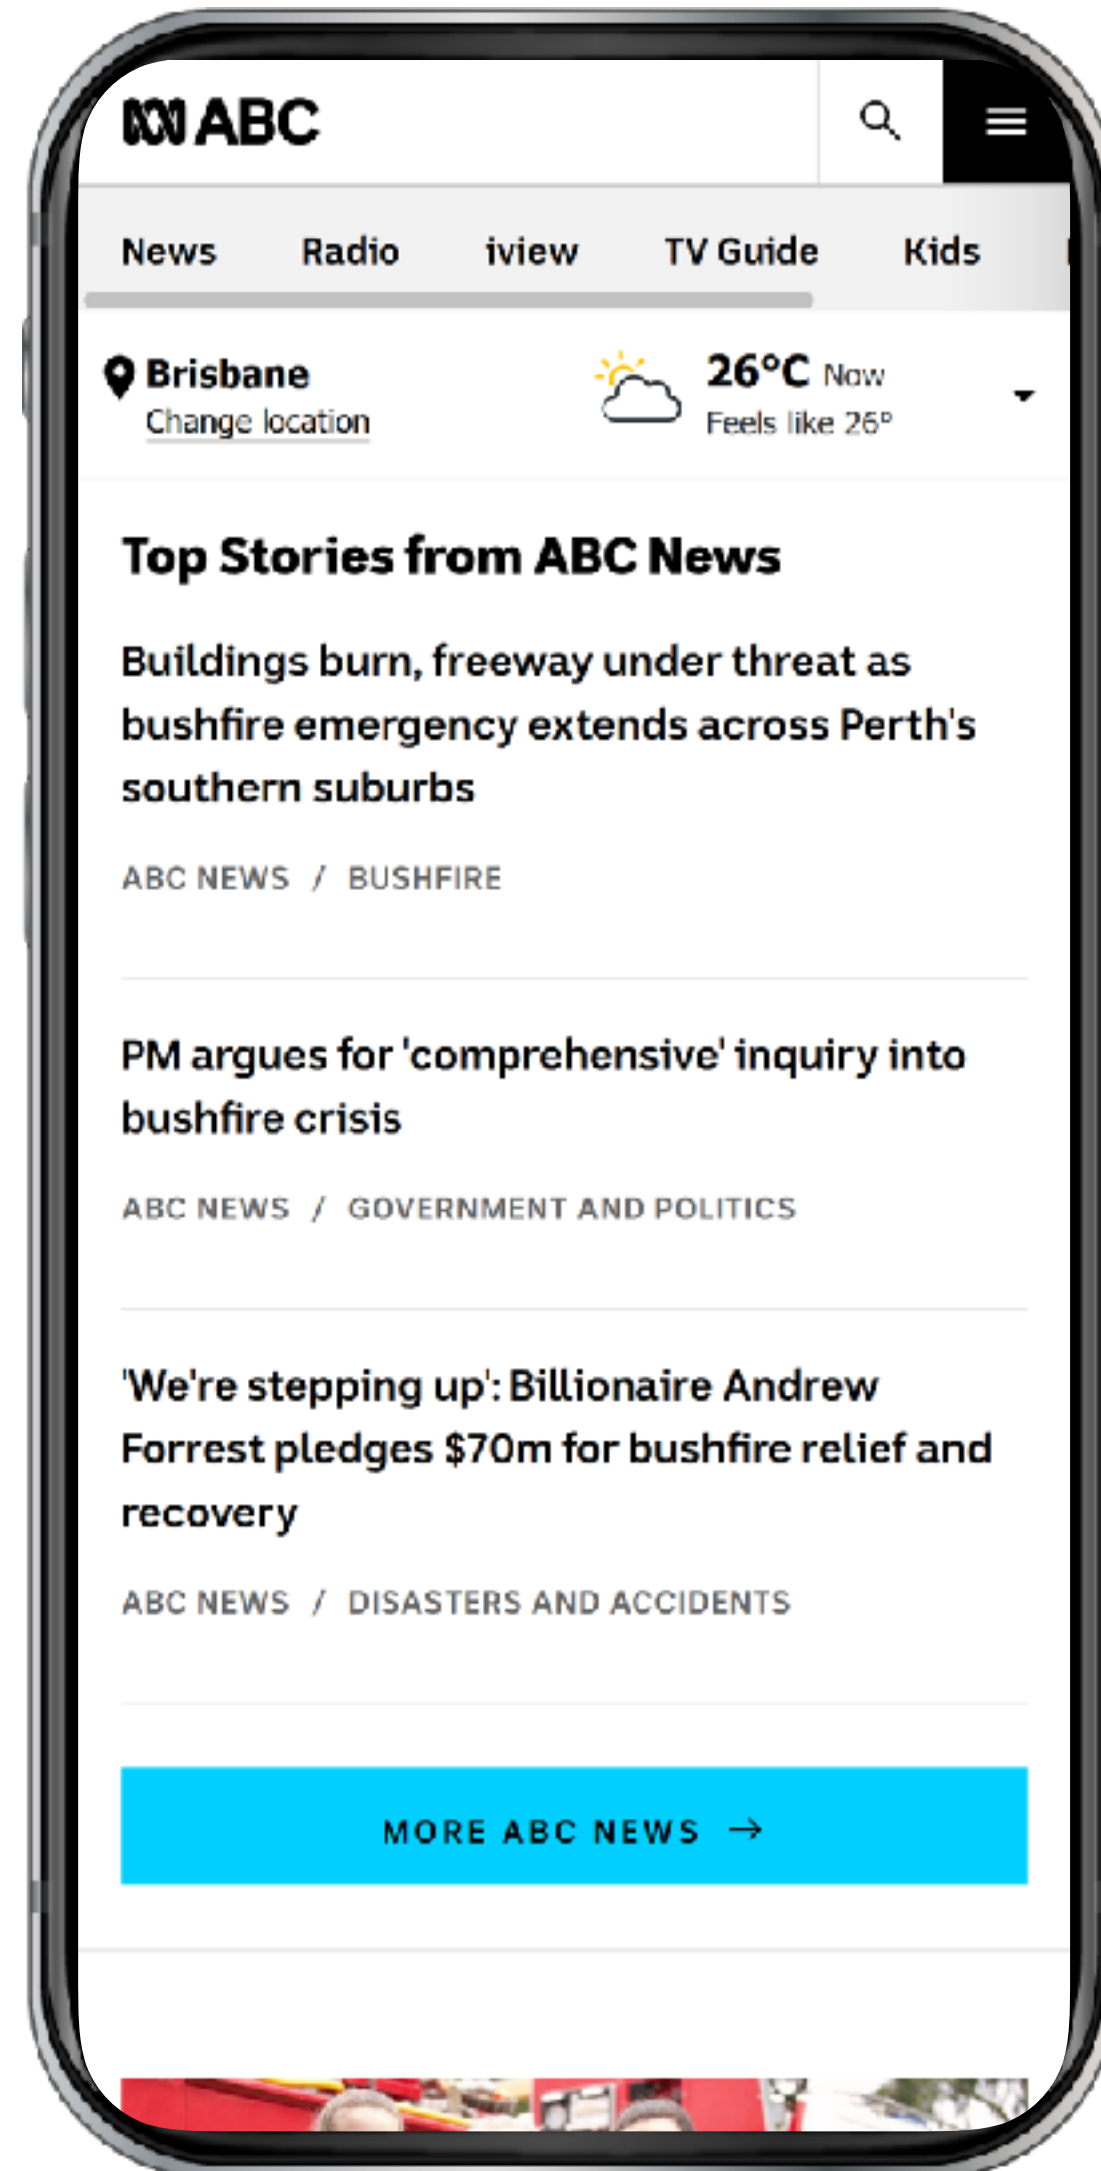 ABC
News Radio iview TV Guide Kids
Brisbane
Change location
26°C Now
Feels like 26°
Top Stories from ABC News
Buildings burn, freeway under threat as
bushfire emergency extends across Perth's
southern suburbs
ABC NEWS / BUSHFIRE
PM argues for 'comprehensive' inquiry into
bushfire crisis
ABC NEWS / GOVERNMENT AND POLITICS
'We're stepping up': Billionaire Andrew
Forrest pledges $70m for bushfire relief and
recovery
ABC NEWS / DISASTERS AND ACCIDENTS
MORE ABC NEWS →